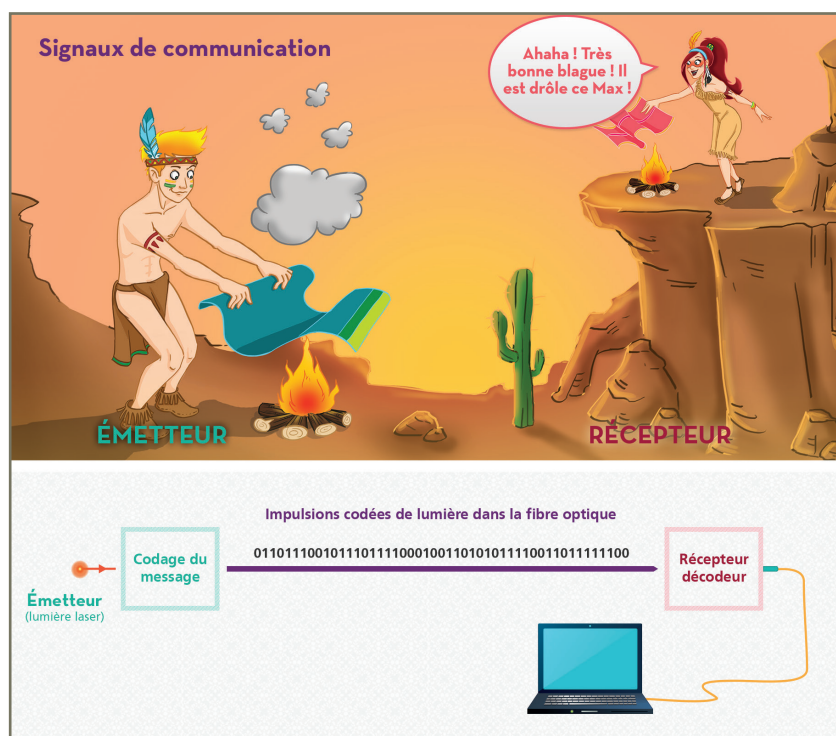 Signaux de communication
Ahaha ! Très
bonne blague ! Il
est drôle ce Max !
ÉMETTEUR
RÉCEPTEUR
Impulsions codées de lumière dans la fibre optique
Codage du
message
0110111001011101111000100110101011110011011111100
Récepteur
décodeur
Émetteur
(lumière laser)